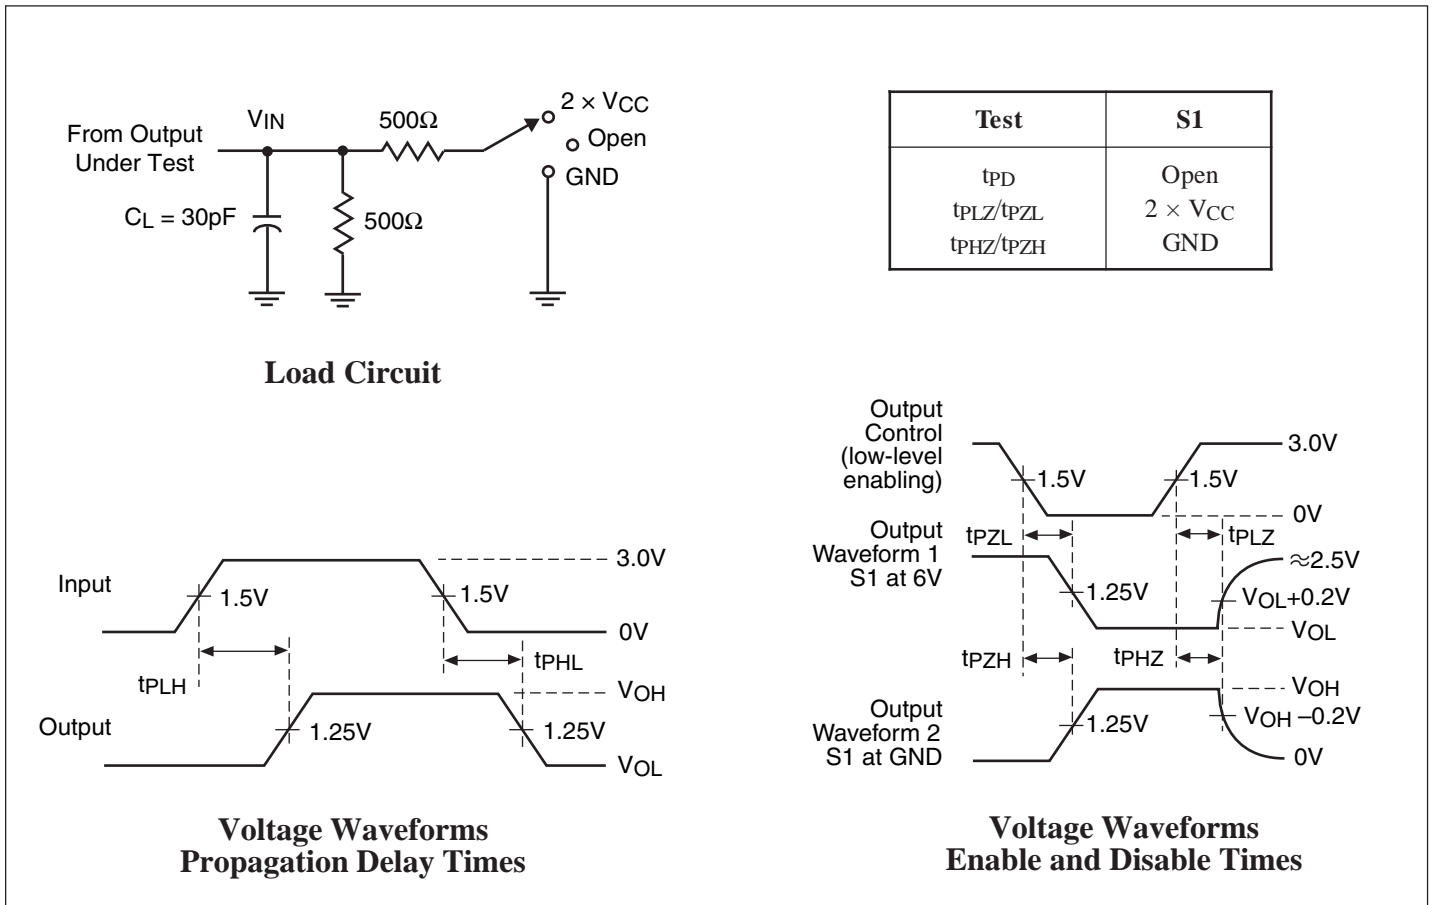 From Output
Under Test
VIN
500Ω
2 × VCC
Open
GND
CL = 30pF
500Ω
Load Circuit
Test S1
tPD Open
tPLZ/tPZL 2 × VCC
tPHZ/tPZH GND
Input
1.5V
1.5V
3.0V
0V
tPLH
tPHL
Output
1.25V
1.25V
VOH
VOL
Voltage Waveforms
Propagation Delay Times
Output
Control
(low-level
enabling)
1.5V
1.5V
3.0V
0V
Output
Waveform 1
S1 at 6V
tPZL
tPLZ
1.25V
≈2.5V
VOL+0.2V
VOL
tPZH
tPHZ
Output
Waveform 2
S1 at GND
1.25V
VOH
VOH –0.2V
0V
Voltage Waveforms
Enable and Disable Times